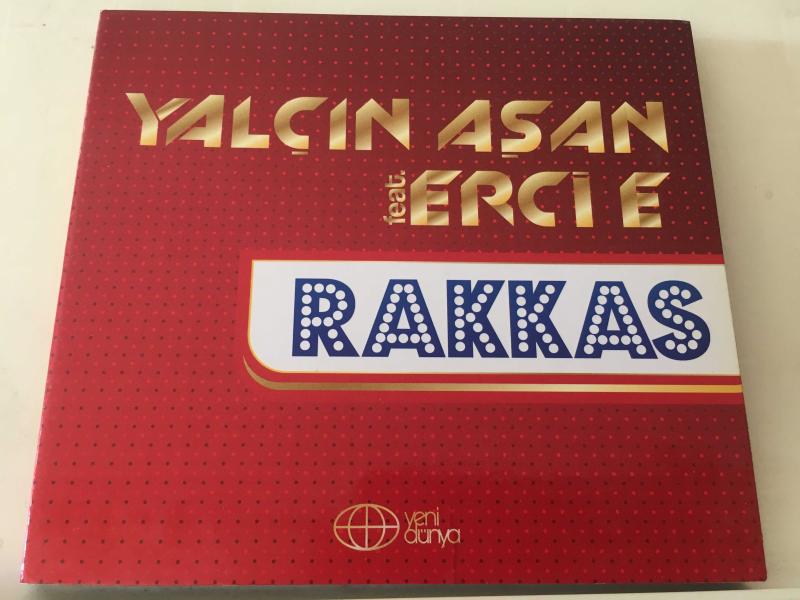 YALÇIN AŞAN
feat. ERCİ E
RAKKAS
yeni
dünya